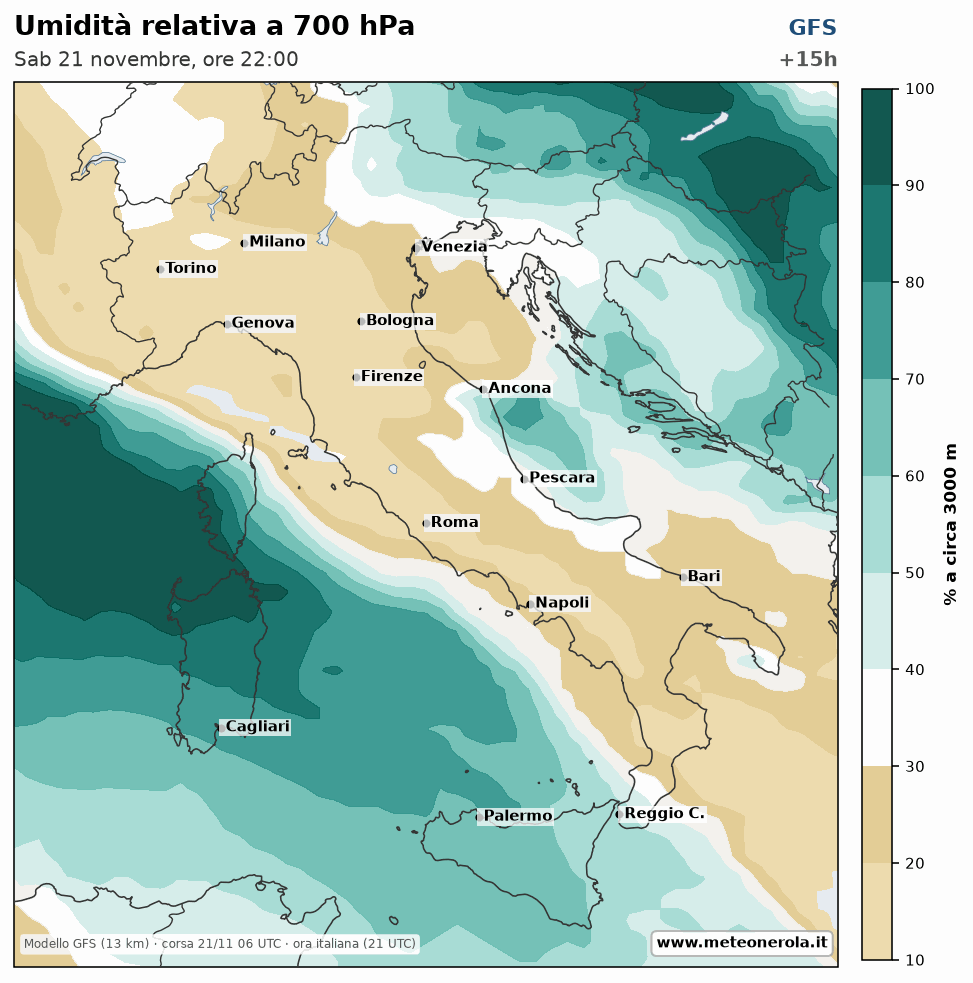 Umidità relativa a 700 hPa
GFS
Sab 21 novembre, ore 22:00
+15h
100
90
80
70
60
50
40
30
20
10
% a circa 3000 m
Milano
Venezia
Torino
Genova
Bologna
Firenze
Ancona
Pescara
Roma
Bari
Napoli
Cagliari
Palermo
Reggio C.
Modello GFS (13 km) · corsa 21/11 06 UTC · ora italiana (21 UTC)
www.meteonerola.it